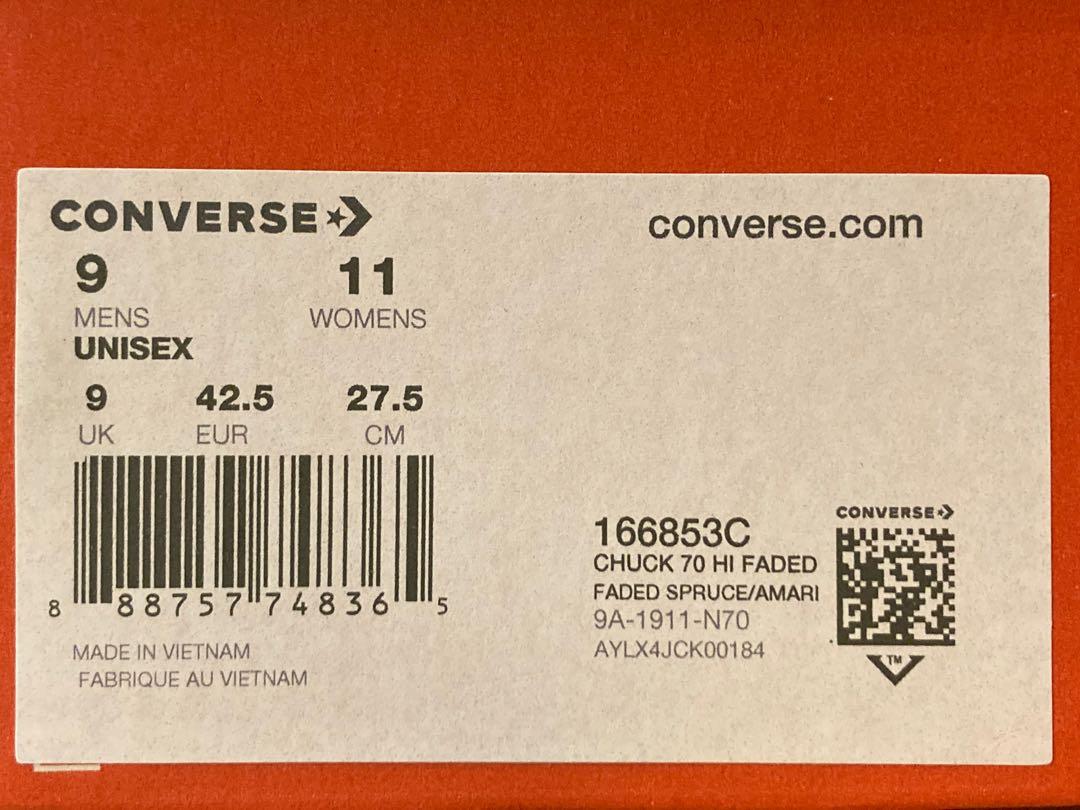 CONVERSE
converse.com
9 11
MENS WOMENS
UNISEX
9 42.5 27.5
UK EUR CM
8 88757 74836 5
MADE IN VIETNAM
FABRIQUE AU VIETNAM
CONVERSE
166853C
CHUCK 70 HI FADED
FADED SPRUCE/AMARI
9A-1911-N70
AYLX4JCK00184
TM